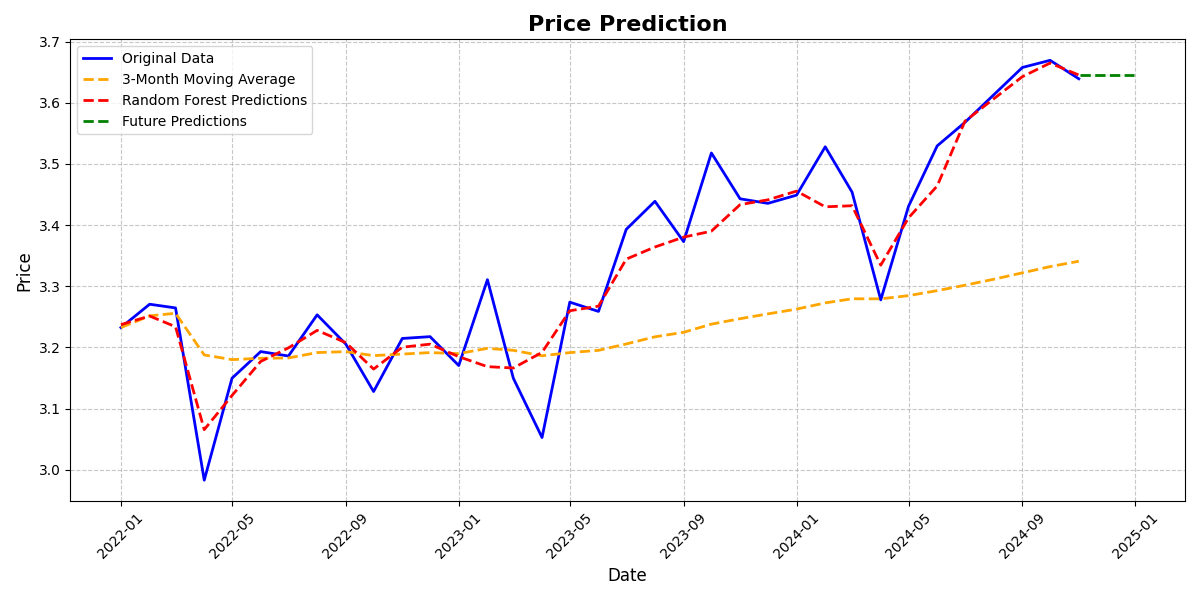 Price Prediction
Original Data
3-Month Moving Average
Random Forest Predictions
Future Predictions
Price
3.7
3.6
3.5
3.4
3.3
3.2
3.1
3.0
2022-01
2022-05
2022-09
2023-01
2023-05
2023-09
2024-01
2024-05
2024-09
2025-01
Date